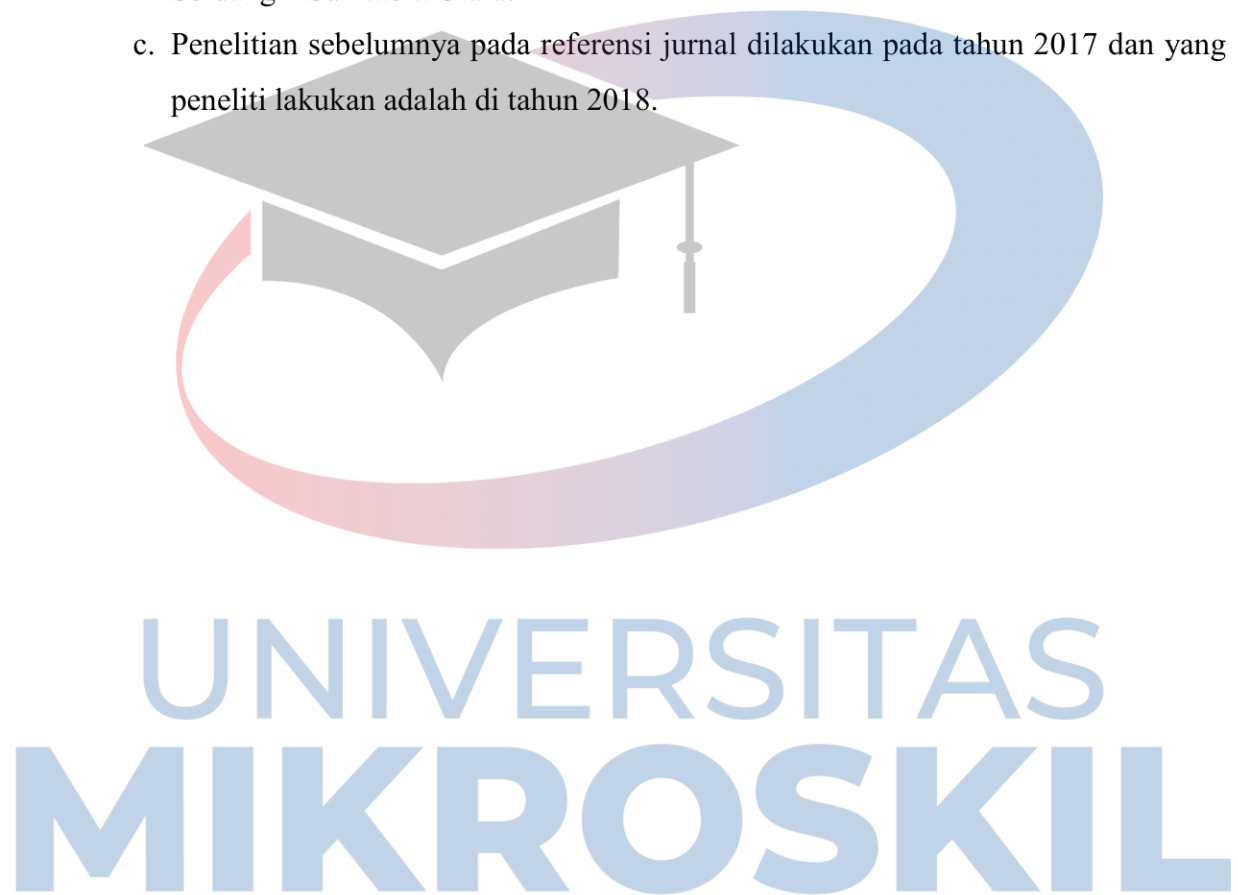 c. Penelitian sebelumnya pada referensi jurnal dilakukan pada tahun 2017 dan yang
peneliti lakukan adalah di tahun 2018.
UNIVERSITAS
MIKROSKIL